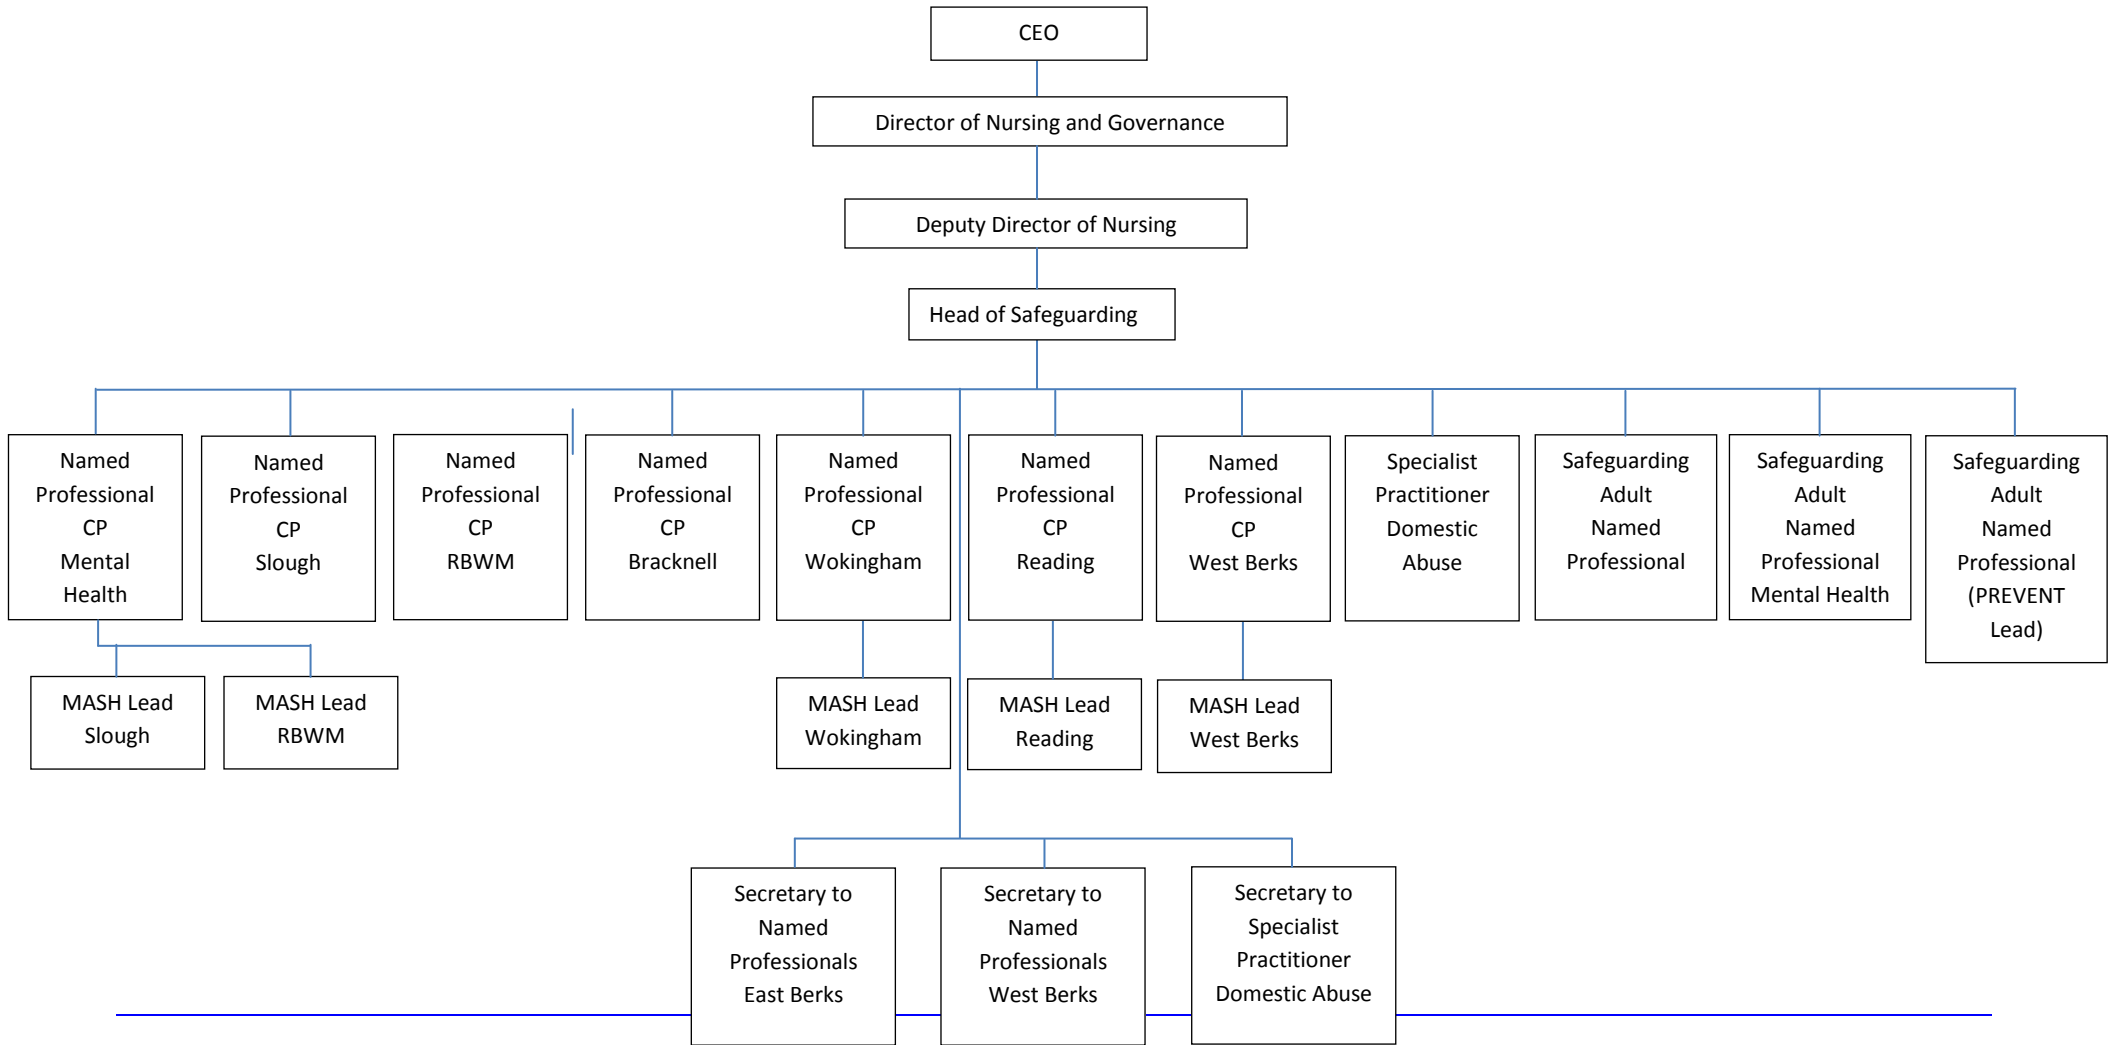 CEO
Director of Nursing and Governance
Deputy Director of Nursing
Head of Safeguarding
Named
Professional
CP
Mental
Health
Named
Professional
CP
Slough
Named
Professional
CP
RBWM
Named
Professional
CP
Bracknell
Named
Professional
CP
Wokingham
Named
Professional
CP
Reading
Named
Professional
CP
West Berks
Specialist
Practitioner
Domestic
Abuse
Safeguarding
Adult
Named
Professional
Safeguarding
Adult
Named
Professional
Mental Health
Safeguarding
Adult
Named
Professional
(PREVENT
Lead)
MASH Lead
Slough
MASH Lead
RBWM
MASH Lead
Wokingham
MASH Lead
Reading
MASH Lead
West Berks
Secretary to
Named
Professionals
East Berks
Secretary to
Named
Professionals
West Berks
Secretary to
Specialist
Practitioner
Domestic Abuse